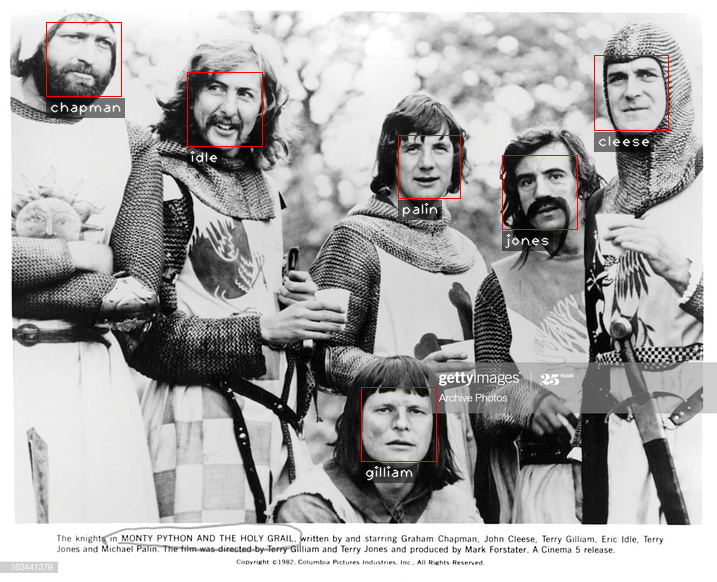 chapman
idle
cleese
palin
jones
gettyimages® 25 YEARS
Archive Photos
gilliam
The knights in MONTY PYTHON AND THE HOLY GRAIL, written by and starring Graham Chapman, John Cleese, Terry Gilliam, Eric Idle, Terry
Jones and Michael Palin. The film was directed by Terry Gilliam and Terry Jones and produced by Mark Forstater. A Cinema 5 release.
Copyright ©1982, Columbia Pictures Industries, Inc., All Rights Reserved.
163441379